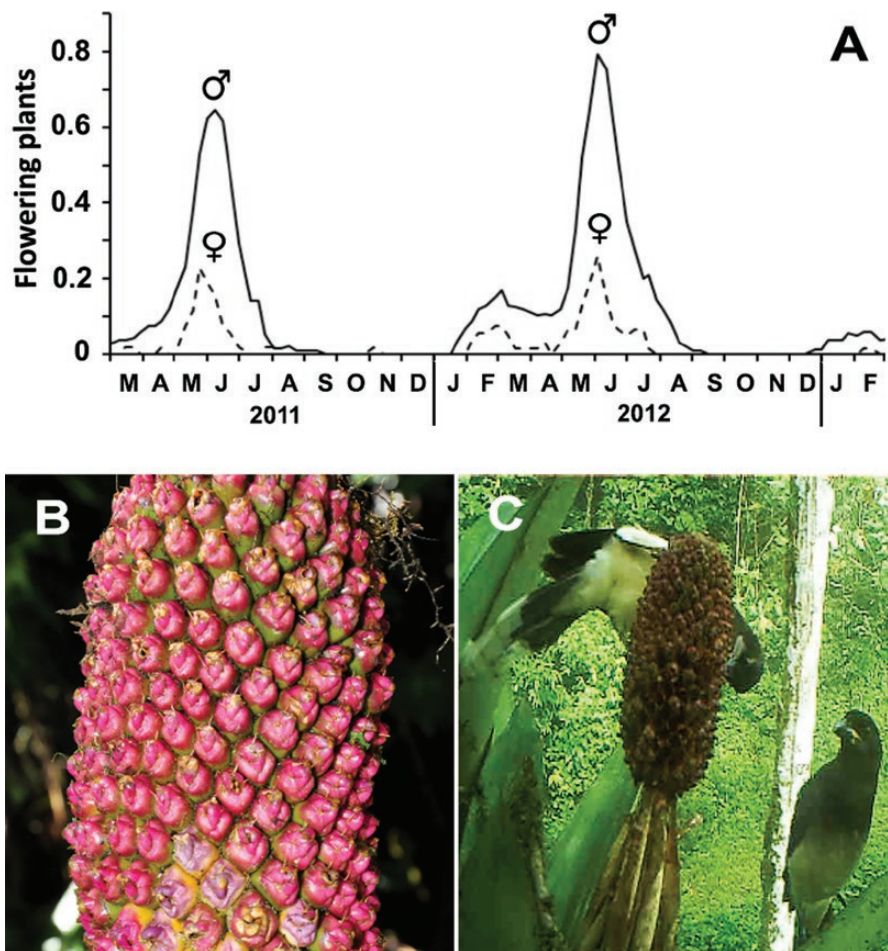 A
Flowering plants
0.8
0.6
0.4
0.2
0
♂
♀
♂
♀
M A M J J A S O N D J F M A M J J A S O N D J F
2011 2012
B
C